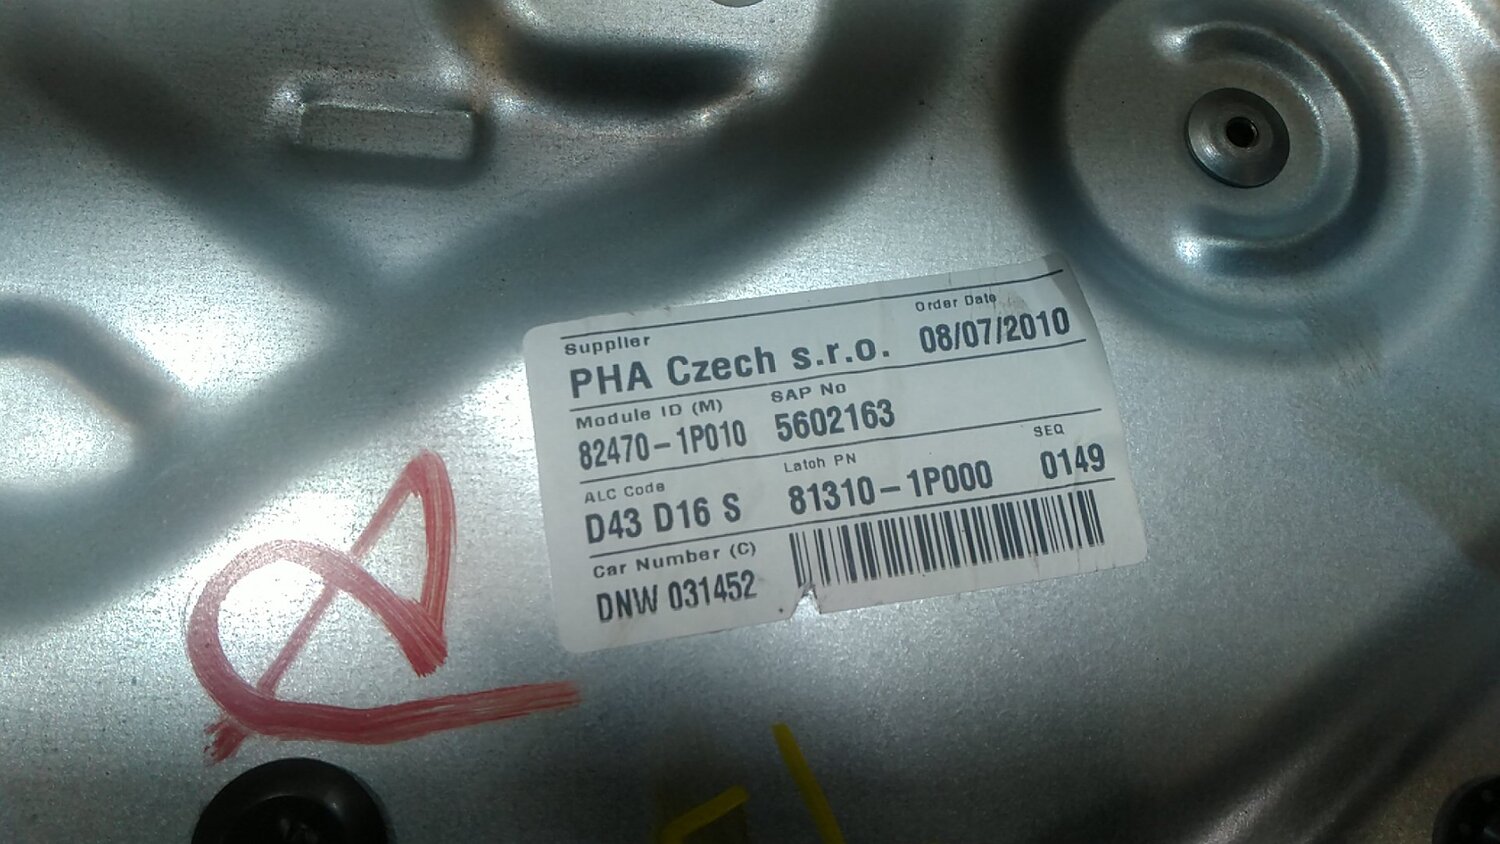 Supplier
Order Date
PHA Czech s.r.o. 08/07/2010
Module ID (M) SAP No
82470-1P010 5602163
ALC Code Latch PN SEQ
D43 D16 S 81310-1P000 0149
Car Number (C)
DNW 031452